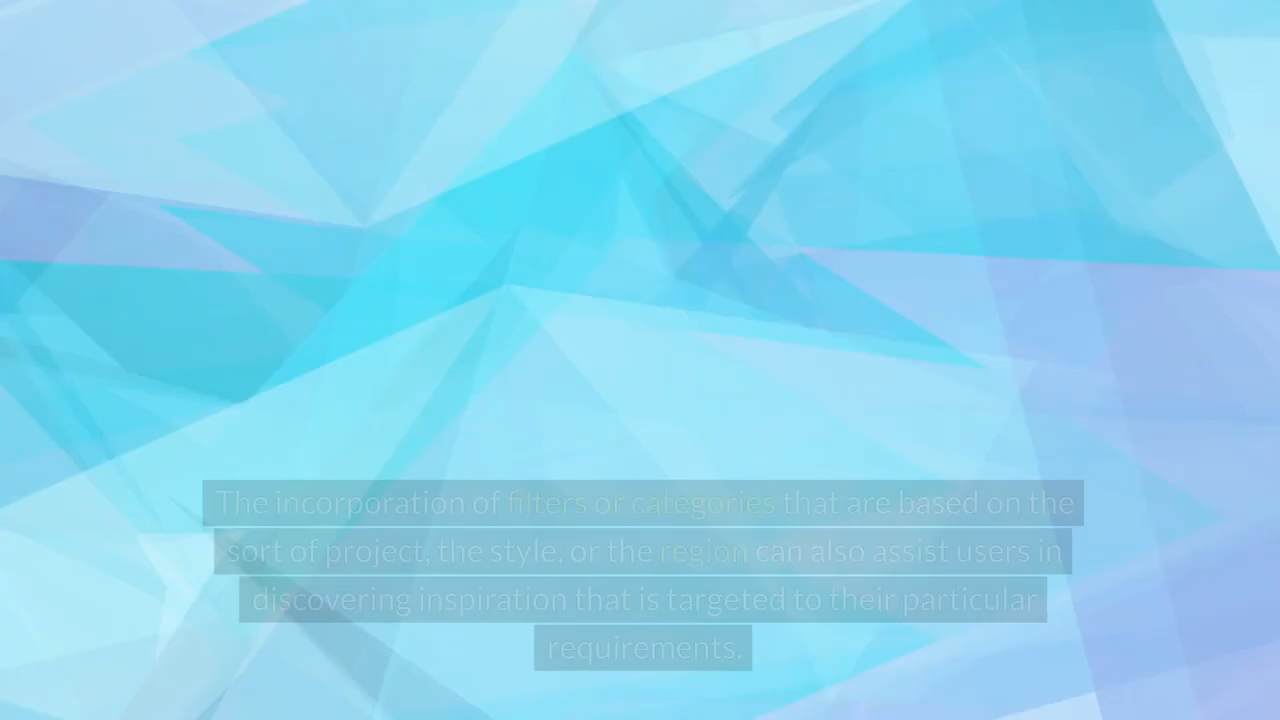 The incorporation of filters or categories that are based on the
sort of project, the style, or the region can also assist users in
discovering inspiration that is targeted to their particular
requirements.